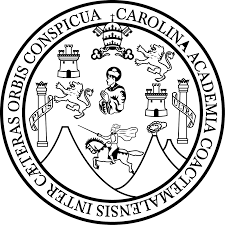 CAROLINA ACADEMIA COACTEMALENSIS INTER CÆTERAS ORBIS CONSPICUA